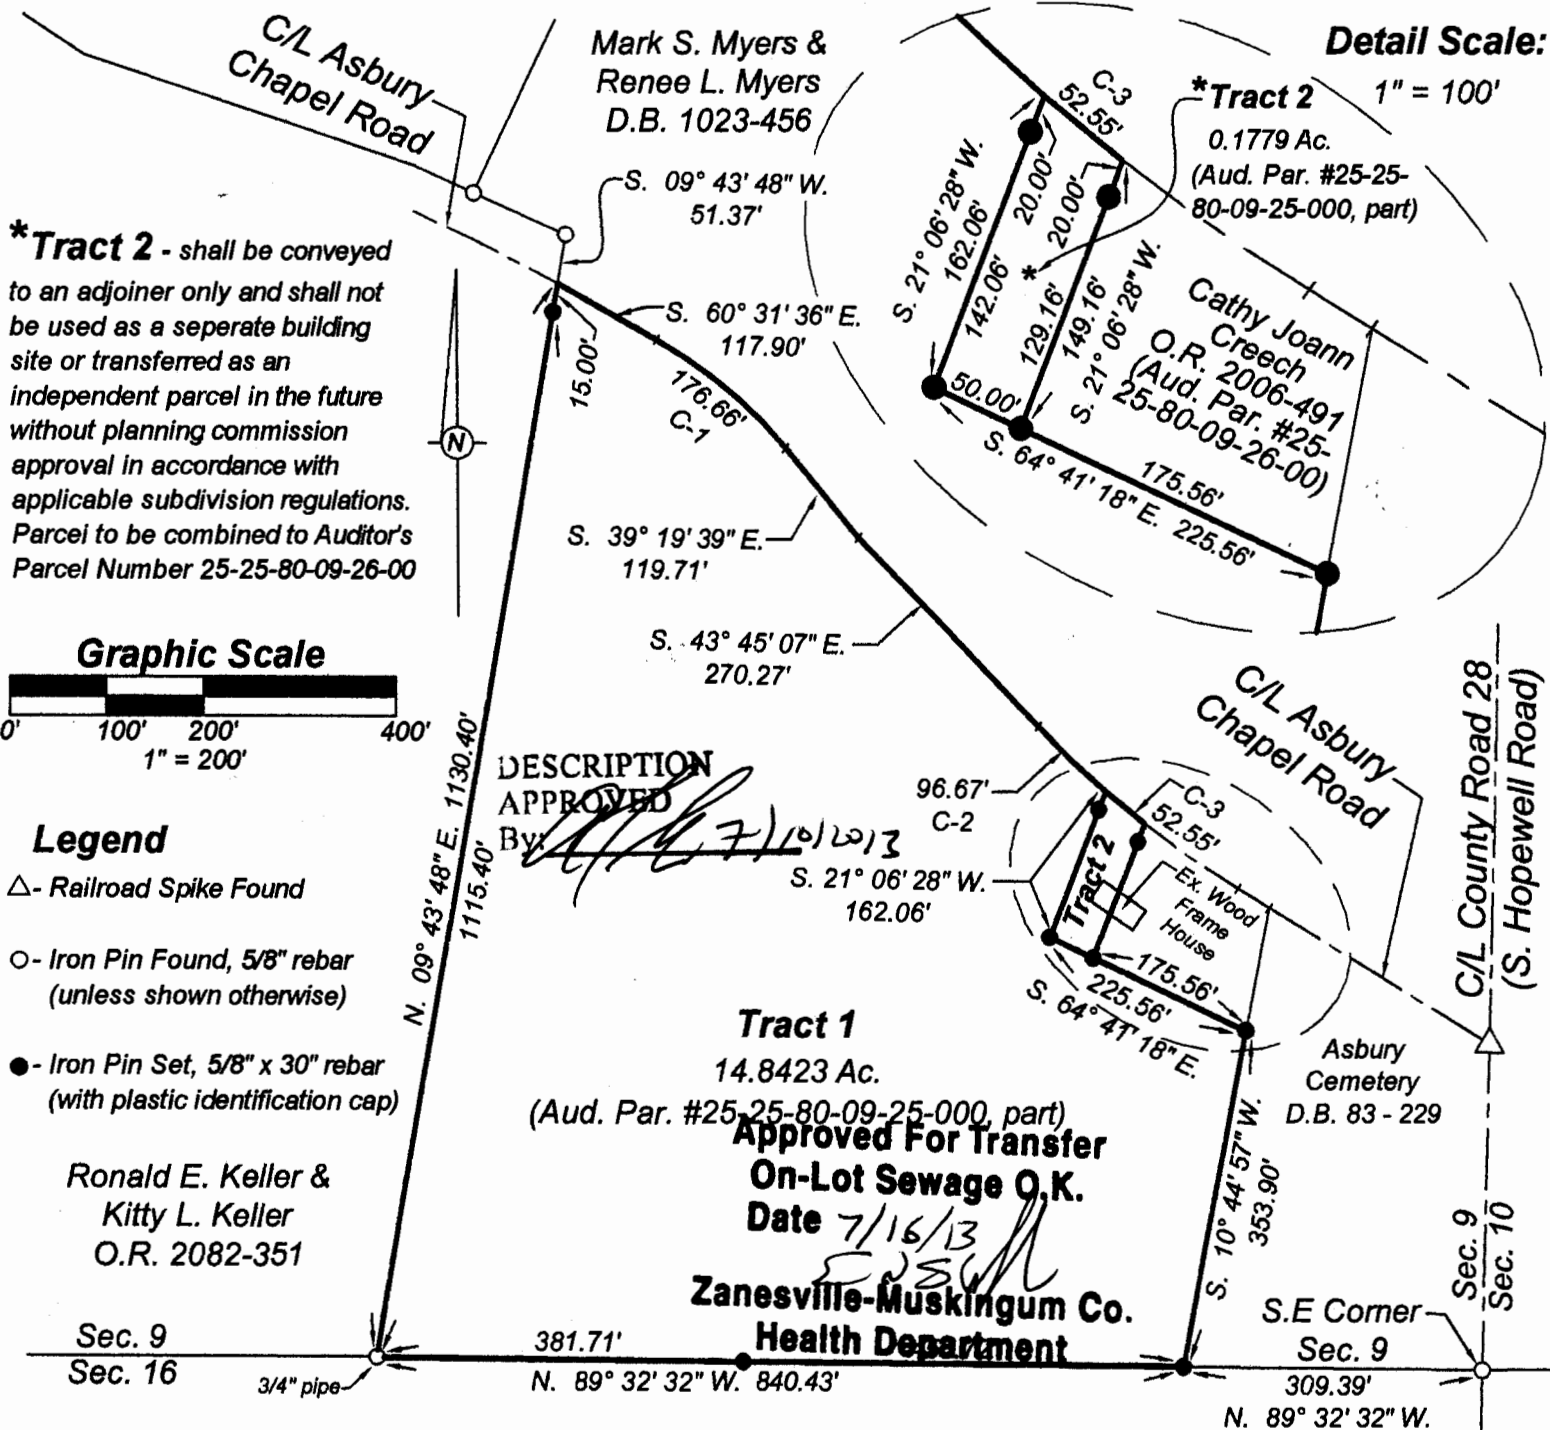 C/L Asbury
Chapel Road
Mark S. Myers &
Renee L. Myers
D.B. 1023-456
S. 09° 43' 48" W.
51.37'
*Tract 2 - shall be conveyed
to an adjoiner only and shall not
be used as a seperate building
site or transferred as an
independent parcel in the future
without planning commission
approval in accordance with
applicable subdivision regulations.
Parcel to be combined to Auditor's
Parcel Number 25-25-80-09-26-00
N
15.00'
S. 60° 31' 36" E.
117.90'
176.66'
C-1
S. 39° 19' 39" E.
119.71'
S. 43° 45' 07" E.
270.27'
Detail Scale:
1" = 100'
C-3
52.55'
*Tract 2
0.1779 Ac.
(Aud. Par. #25-25-
80-09-25-000, part)
S. 21° 06' 28" W.
162.06'
20.00'
142.06'
20.00'
*
129.16'
149.16'
S. 21° 06' 28" W.
50.00'
Cathy Joann
Creech
O.R. 2006-491
(Aud. Par. #25-
25-80-09-26-00)
175.56'
S. 64° 41' 18" E. 225.56'
Graphic Scale
0' 100' 200' 400'
1" = 200'
N. 09° 43' 48" E. 1130.40'
1115.40'
DESCRIPTION
APPROVED
By: 7/10/2013
Legend
△- Railroad Spike Found
○- Iron Pin Found, 5/8" rebar
(unless shown otherwise)
●- Iron Pin Set, 5/8" x 30" rebar
(with plastic identification cap)
96.67'
C-2
C-3
52.55'
S. 21° 06' 28" W.
162.06'
Tract 2
Ex. Wood
Frame
House
175.56'
225.56'
S. 64° 41' 18" E.
C/L Asbury
Chapel Road
C/L County Road 28
(S. Hopewell Road)
Tract 1
14.8423 Ac.
(Aud. Par. #25-25-80-09-25-000, part)
Approved For Transfer
On-Lot Sewage O.K.
Date 7/16/13
Zanesville-Muskingum Co.
Health Department
Asbury
Cemetery
D.B. 83 - 229
S. 10° 44' 57" W.
353.90'
Ronald E. Keller &
Kitty L. Keller
O.R. 2082-351
Sec. 9
Sec. 16
3/4" pipe
381.71'
N. 89° 32' 32" W. 840.43'
S.E Corner
Sec. 9
Sec. 9
Sec. 10
309.39'
N. 89° 32' 32" W.